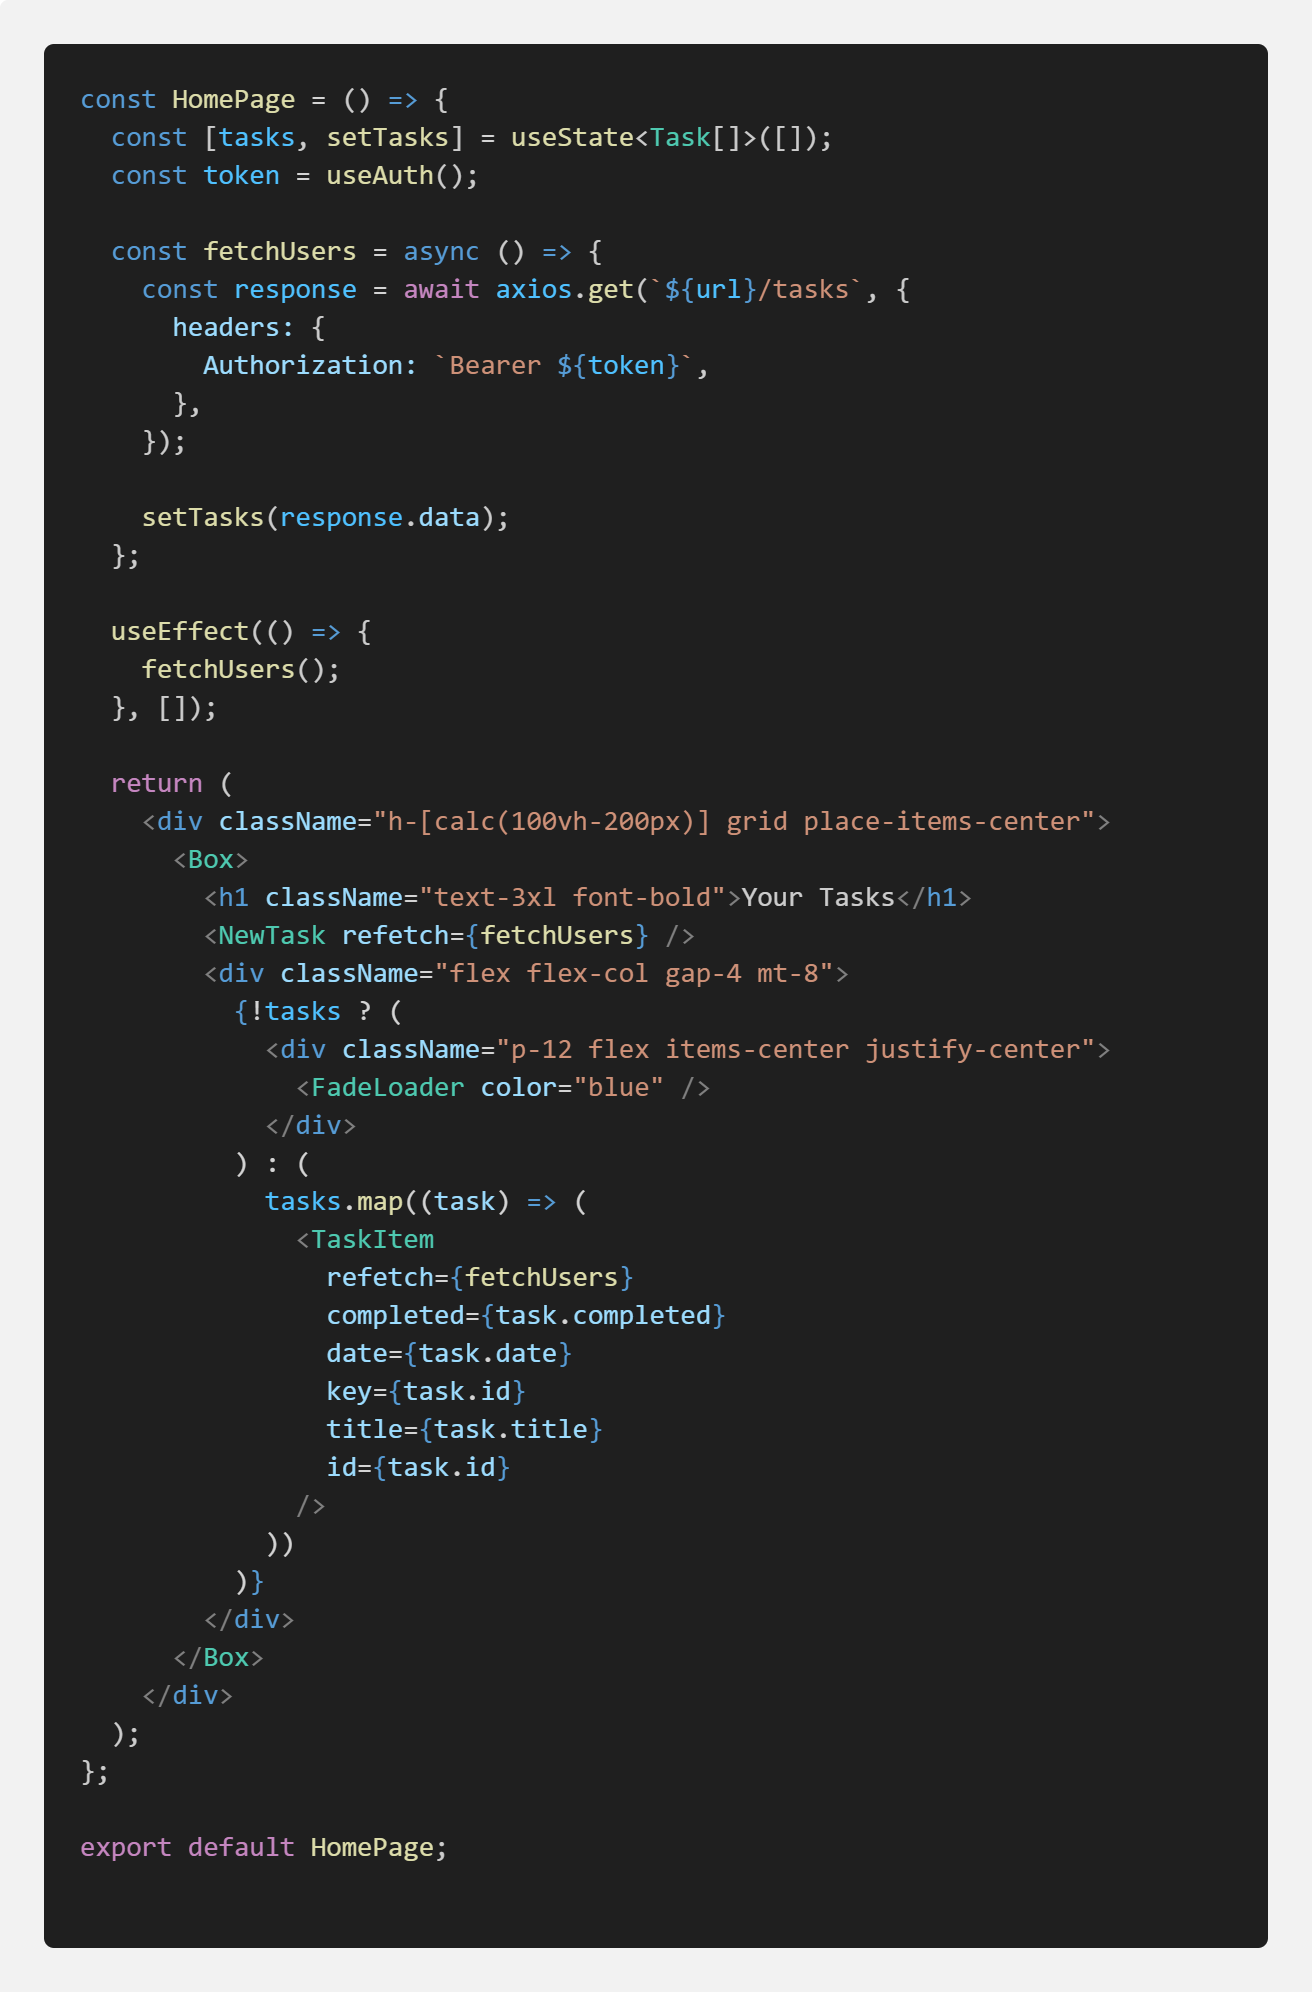 const HomePage = () => {
  const [tasks, setTasks] = useState<Task[]>([]);
  const token = useAuth();

  const fetchUsers = async () => {
    const response = await axios.get(`${url}/tasks`, {
      headers: {
        Authorization: `Bearer ${token}`,
      },
    });

    setTasks(response.data);
  };

  useEffect(() => {
    fetchUsers();
  }, []);

  return (
    <div className="h-[calc(100vh-200px)] grid place-items-center">
      <Box>
        <h1 className="text-3xl font-bold">Your Tasks</h1>
        <NewTask refetch={fetchUsers} />
        <div className="flex flex-col gap-4 mt-8">
          {!tasks ? (
            <div className="p-12 flex items-center justify-center">
              <FadeLoader color="blue" />
            </div>
          ) : (
            tasks.map((task) => (
              <TaskItem
                refetch={fetchUsers}
                completed={task.completed}
                date={task.date}
                key={task.id}
                title={task.title}
                id={task.id}
              />
            ))
          )}
        </div>
      </Box>
    </div>
  );
};

export default HomePage;